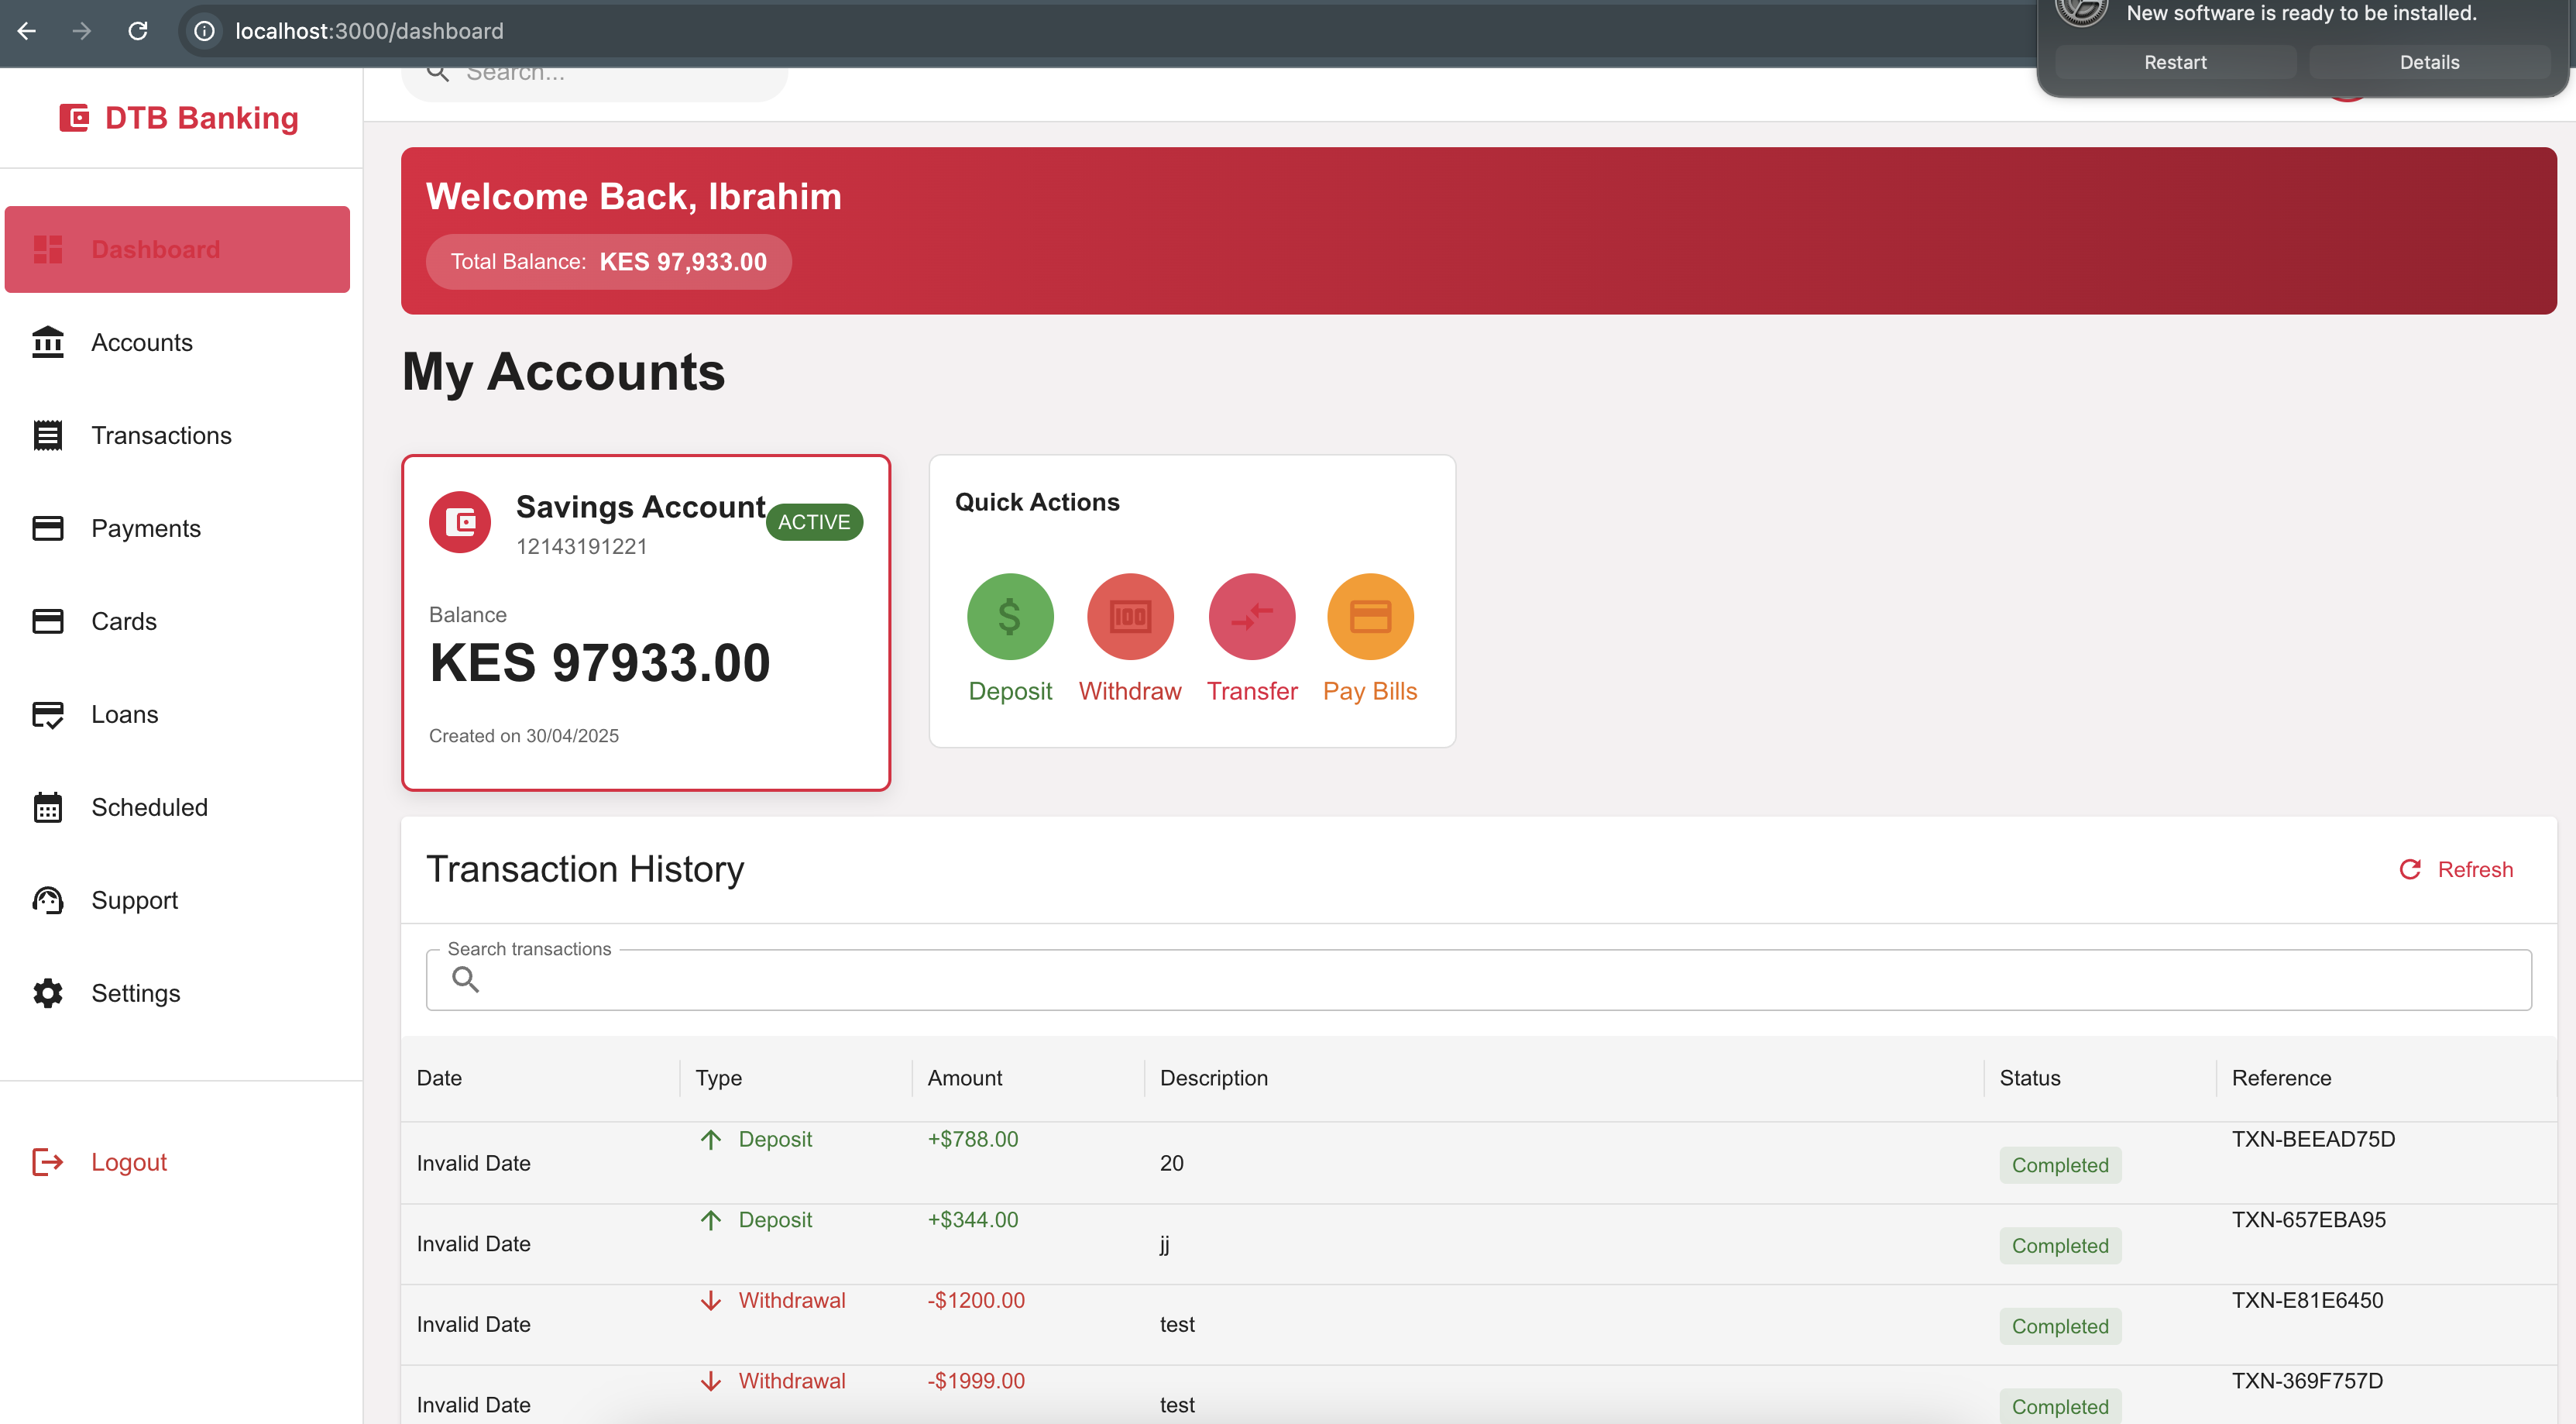 localhost:3000/dashboard
New software is ready to be installed.
Restart
Details
Search...
DTB Banking
Dashboard
Accounts
Transactions
Payments
Cards
Loans
Scheduled
Support
Settings
Logout
Welcome Back, Ibrahim
Total Balance: KES 97,933.00
My Accounts
Savings Account
ACTIVE
12143191221
Balance
KES 97933.00
Created on 30/04/2025
Quick Actions
$
100
Deposit
Withdraw
Transfer
Pay Bills
Transaction History
Refresh
Search transactions
Date Type Amount Description Status Reference
Invalid Date Deposit +$788.00 20 Completed TXN-BEEAD75D
Invalid Date Deposit +$344.00 jj Completed TXN-657EBA95
Invalid Date Withdrawal -$1200.00 test Completed TXN-E81E6450
Invalid Date Withdrawal -$1999.00 test Completed TXN-369F757D